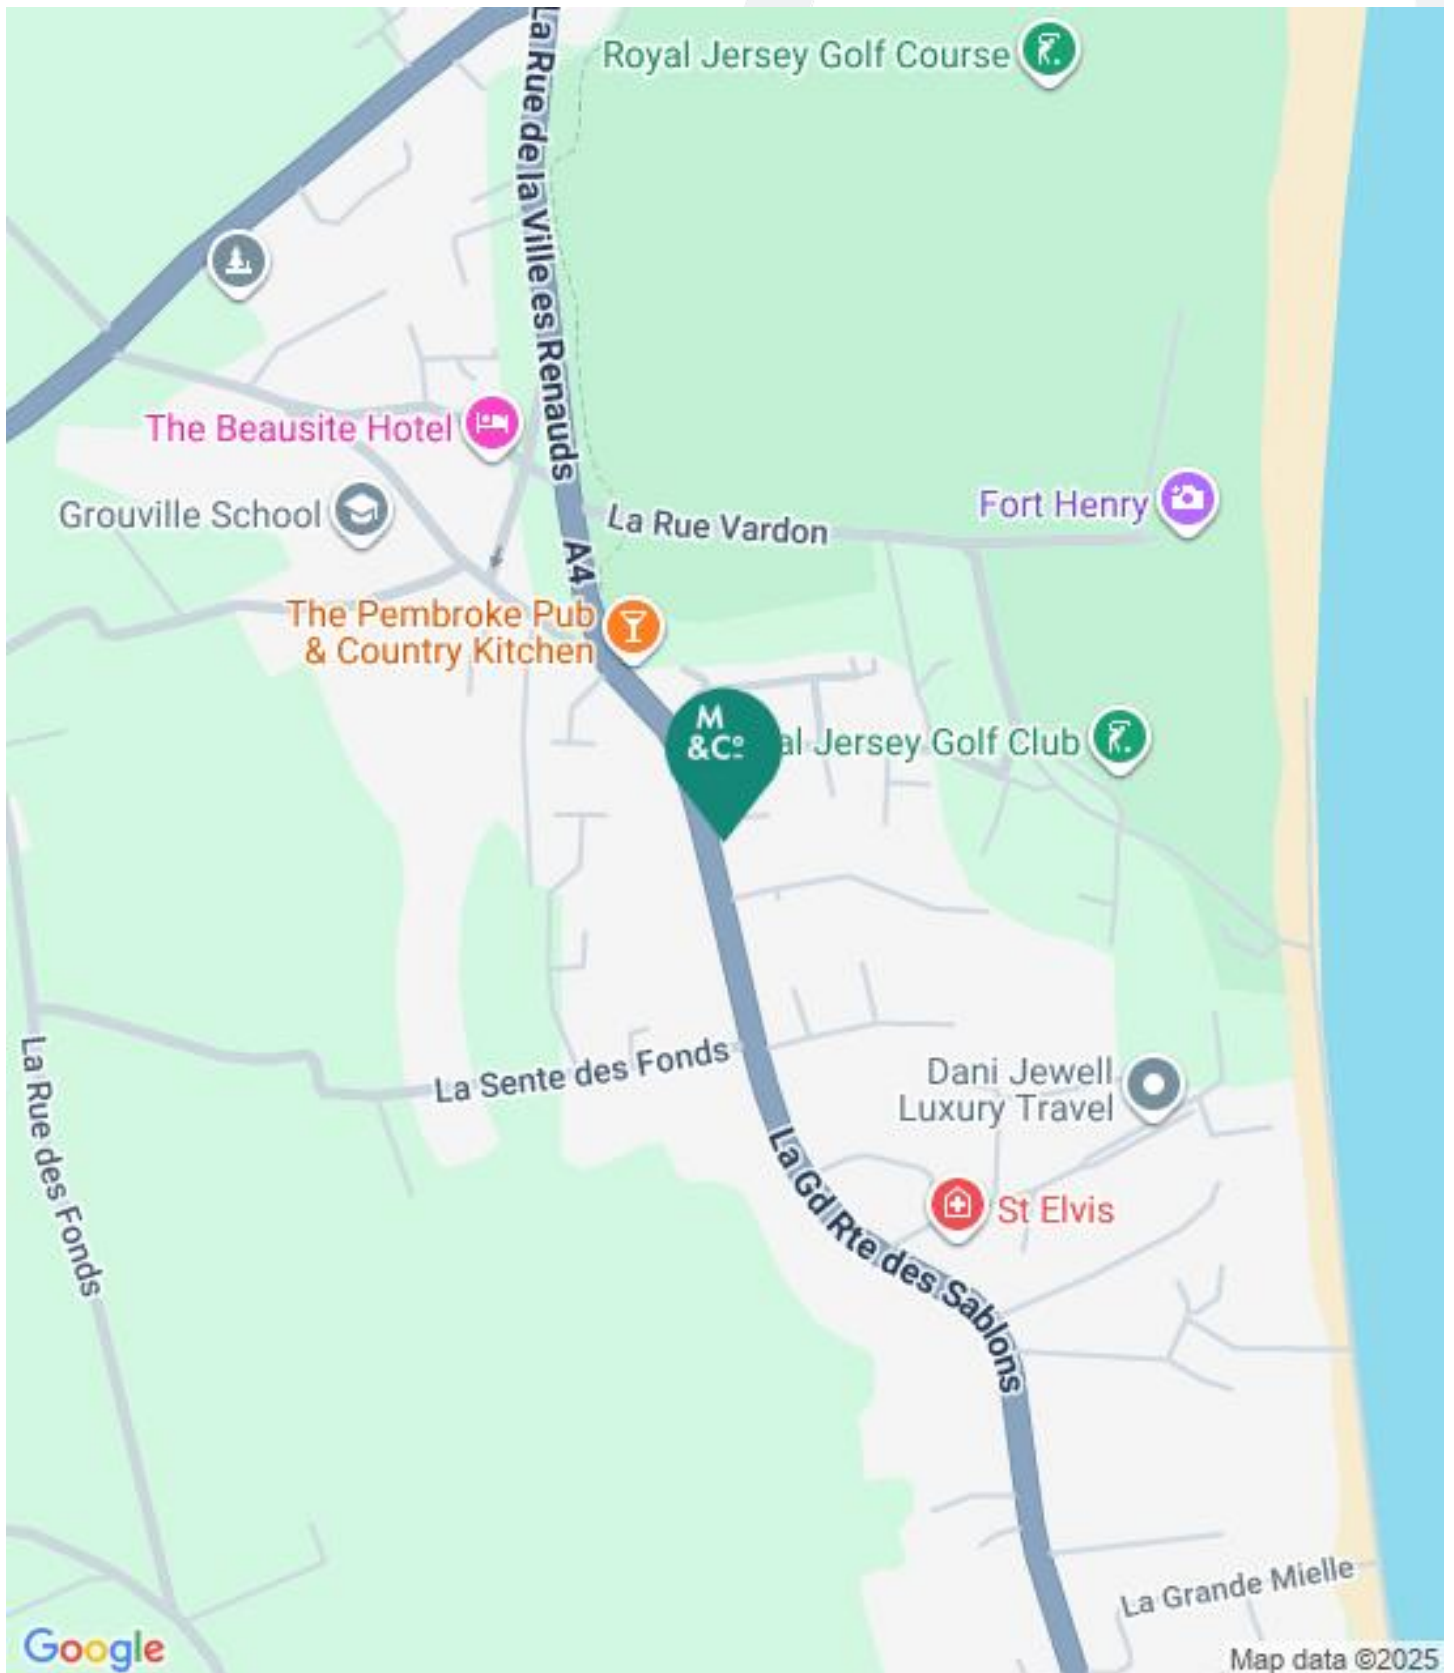 Royal Jersey Golf Course
La Rue de la Ville es Renauds
The Beausite Hotel
Grouville School
La Rue Vardon
Fort Henry
A4
The Pembroke Pub
& Country Kitchen
M
&Co
al Jersey Golf Club
La Sente des Fonds
La Rue des Fonds
Dani Jewell
Luxury Travel
La Gd Rte des Sablons
St Elvis
La Grande Mielle
Google
Map data ©2025